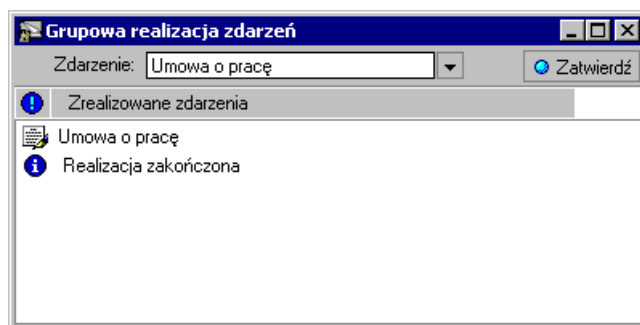 Grupowa realizacja zdarzeń
Zdarzenie: Umowa o pracę Zatwierdź
Zrealizowane zdarzenia
Umowa o pracę
Realizacja zakończona